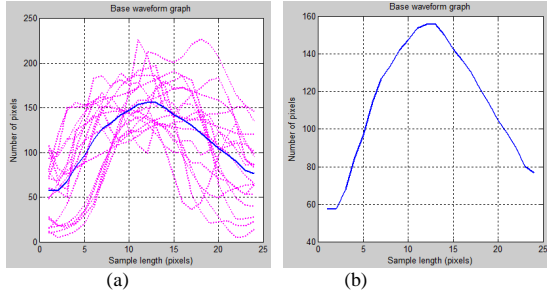 Base waveform graph
Number of pixels
250
200
150
100
50
0
0 5 10 15 20 25
Sample length (pixels)
(a)
Base waveform graph
Number of pixels
160
140
120
100
80
60
40
0 5 10 15 20 25
Sample length (pixels)
(b)